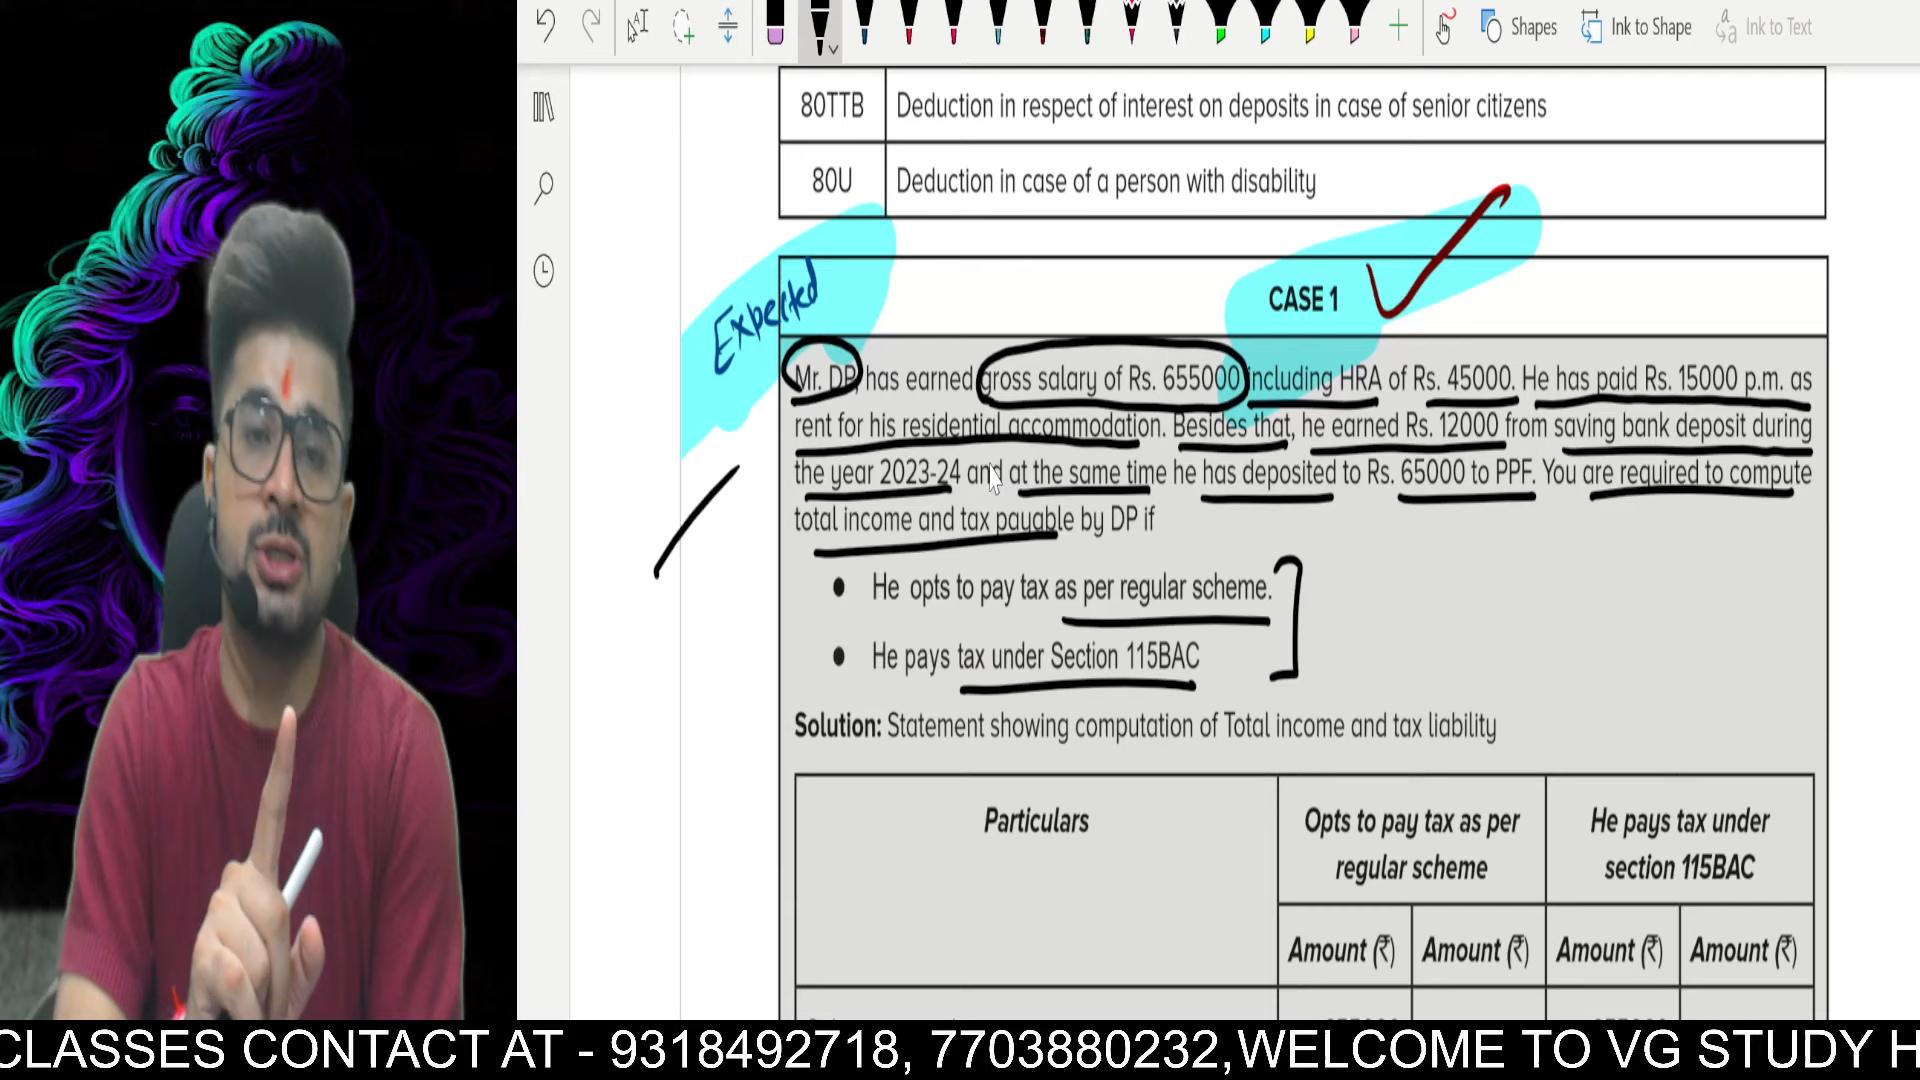 Shapes
Ink to Shape
Ink to Text
80TTB Deduction in respect of interest on deposits in case of senior citizens
80U Deduction in case of a person with disability
Expected
CASE 1
Mr. DP, has earned gross salary of Rs. 655000 including HRA of Rs. 45000. He has paid Rs. 15000 p.m. as
rent for his residential accommodation. Besides that, he earned Rs. 12000 from saving bank deposit during
the year 2023-24 and at the same time he has deposited to Rs. 65000 to PPF. You are required to compute
total income and tax payable by DP if
● He opts to pay tax as per regular scheme.
● He pays tax under Section 115BAC
Solution: Statement showing computation of Total income and tax liability
Particulars
Opts to pay tax as per
regular scheme
He pays tax under
section 115BAC
Amount (₹) Amount (₹) Amount (₹) Amount (₹)
CLASSES CONTACT AT - 9318492718, 7703880232,WELCOME TO VG STUDY H